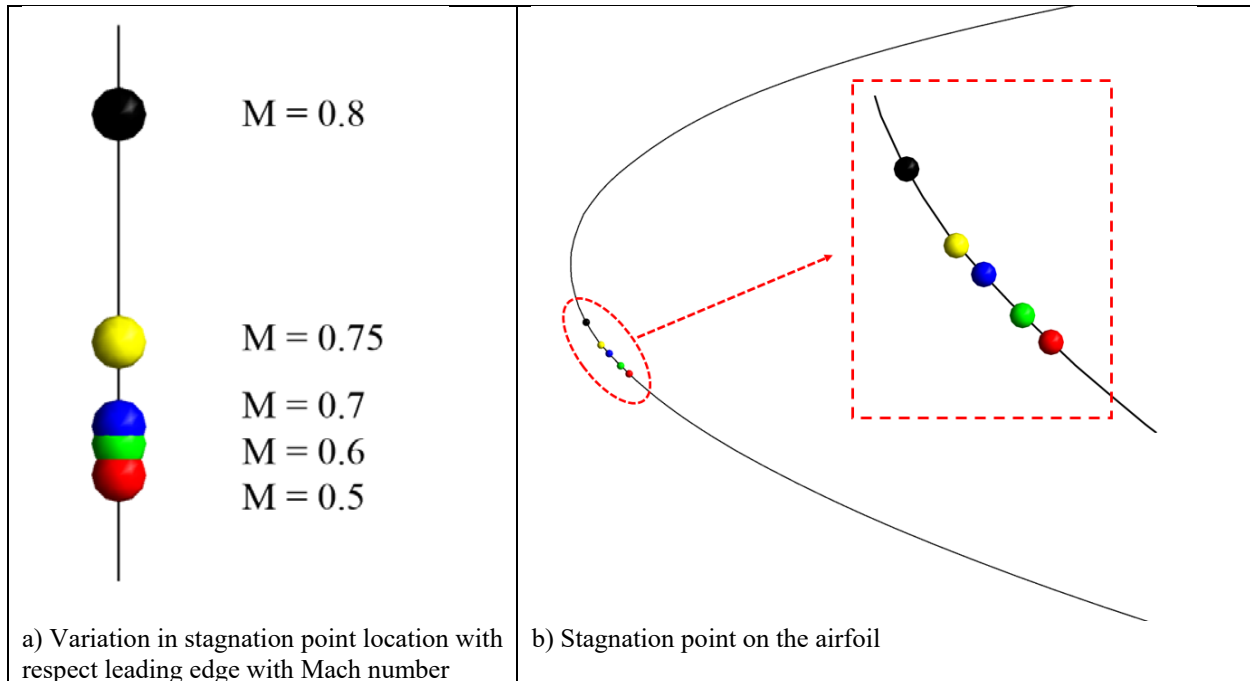 M = 0.8
M = 0.75
M = 0.7
M = 0.6
M = 0.5
a) Variation in stagnation point location with
respect leading edge with Mach number
b) Stagnation point on the airfoil